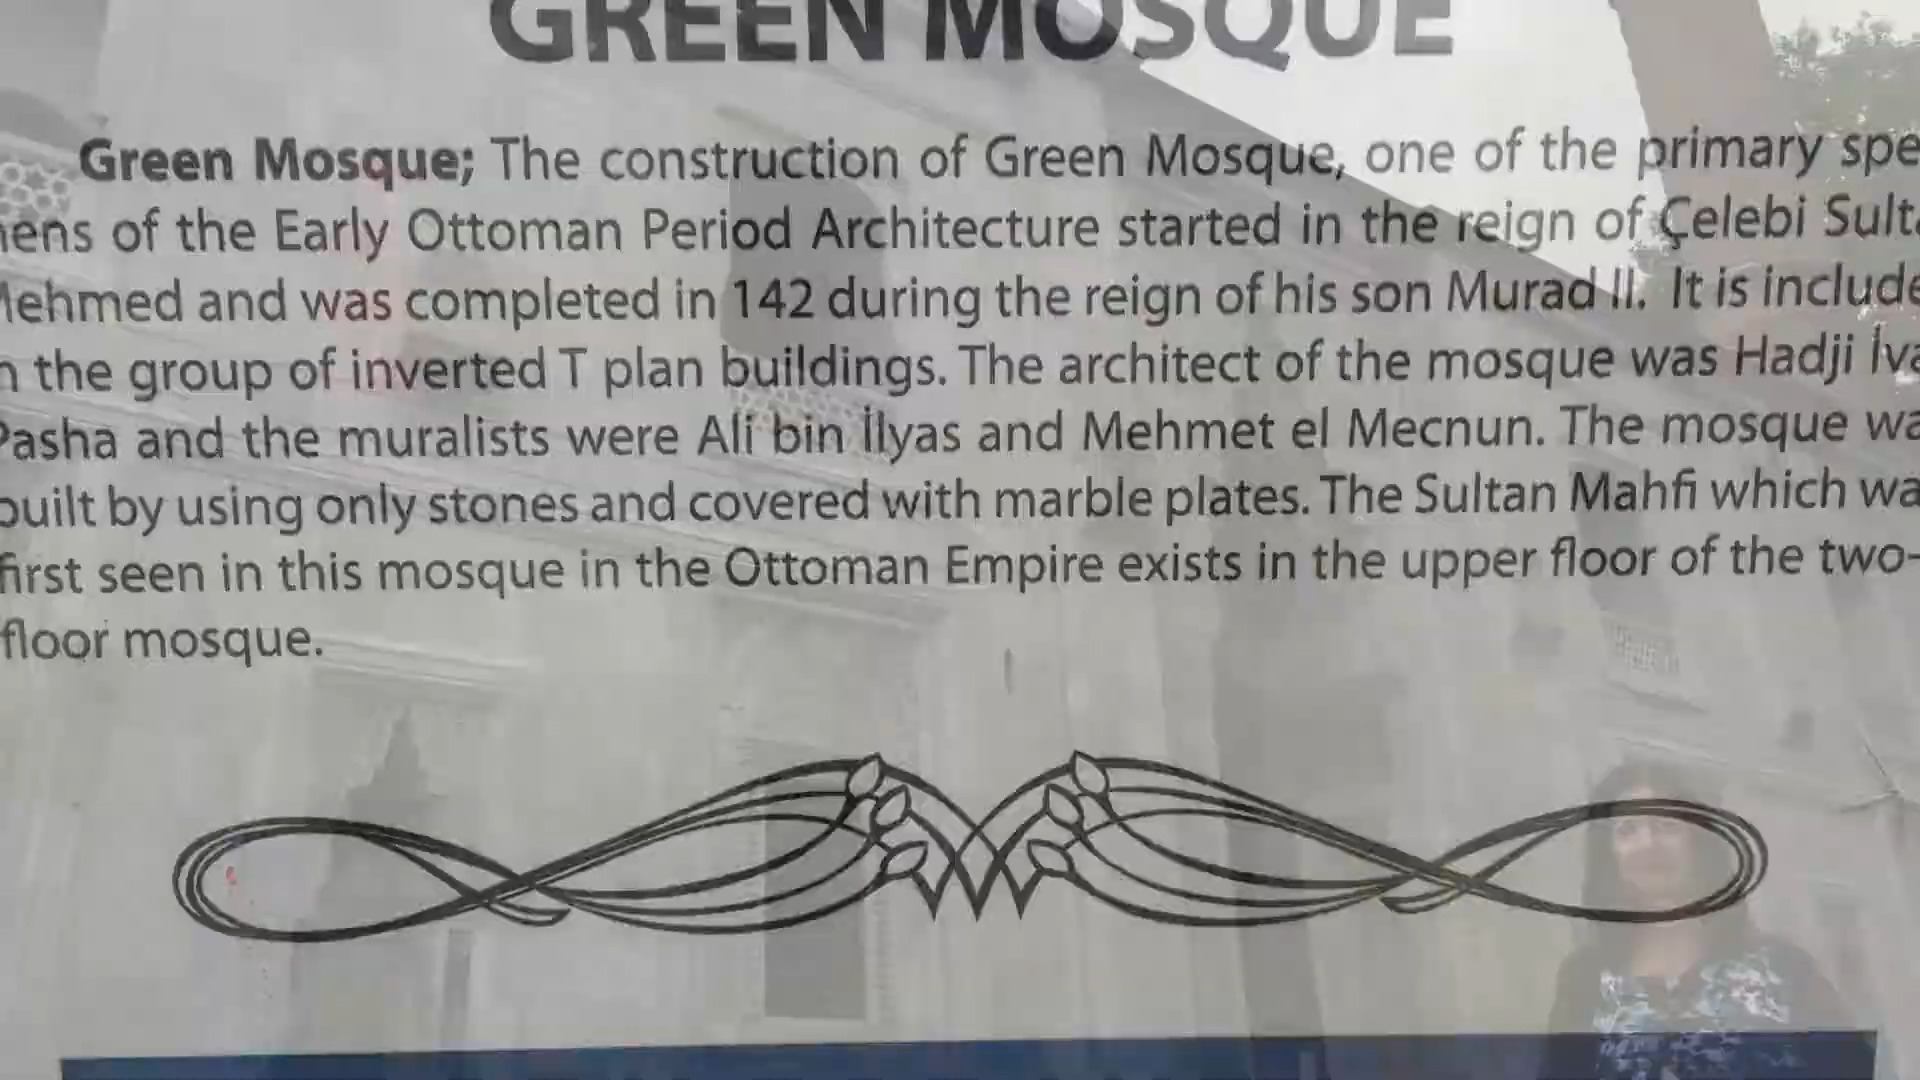 GREEN MOSQUE
Green Mosque; The construction of Green Mosque, one of the primary spe
ens of the Early Ottoman Period Architecture started in the reign of Çelebi Sult
ehmed and was completed in 142 during the reign of his son Murad II. It is include
n the group of inverted T plan buildings. The architect of the mosque was Hadji İva
Pasha and the muralists were Ali bin İlyas and Mehmet el Mecnun. The mosque wa
built by using only stones and covered with marble plates. The Sultan Mahfi which wa
first seen in this mosque in the Ottoman Empire exists in the upper floor of the two-
floor mosque.